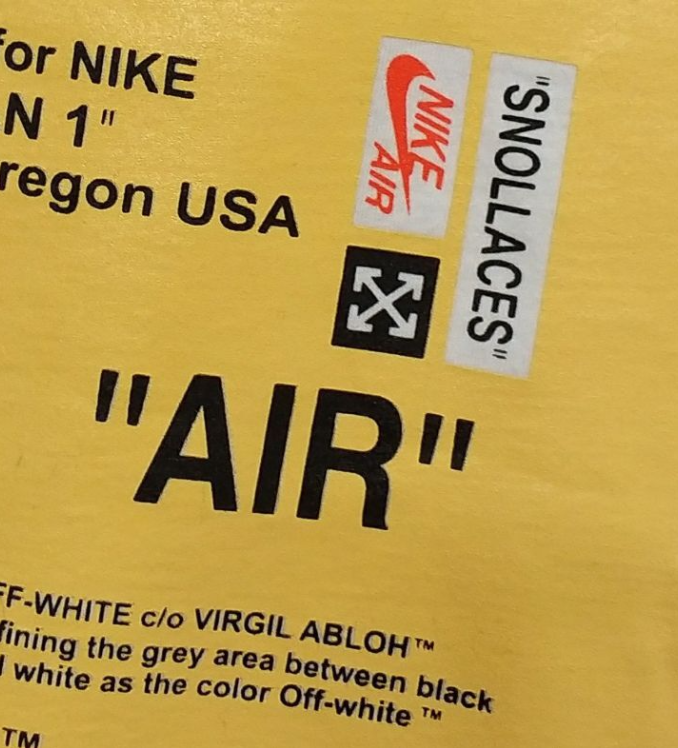 for NIKE
N 1"
regon USA
NIKE
AIR
"SNOLLACES"
"AIR"
FF-WHITE c/o VIRGIL ABLOH™
fining the grey area between black
white as the color Off-white ™
TM